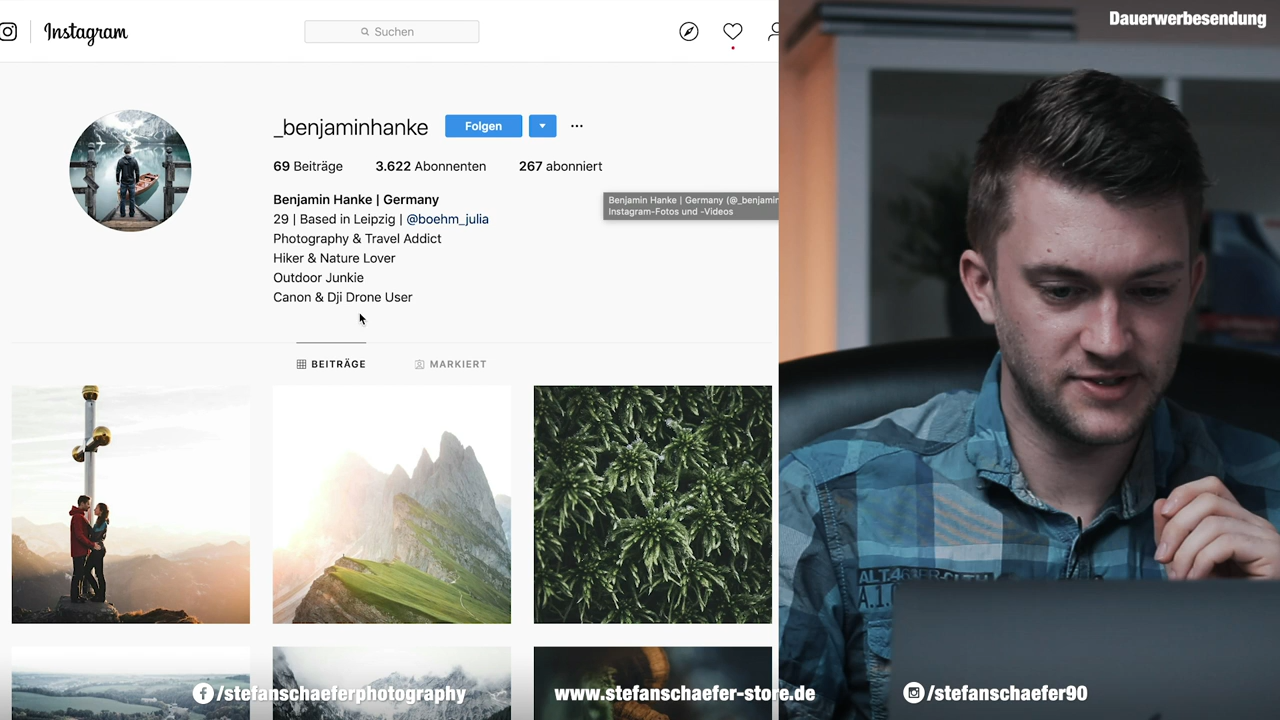 Dauerwerbesendung
Instagram
Suchen
_benjaminhanke
Folgen
69 Beiträge 3.622 Abonnenten 267 abonniert
Benjamin Hanke | Germany
29 | Based in Leipzig | @boehm_julia
Photography & Travel Addict
Hiker & Nature Lover
Outdoor Junkie
Canon & Dji Drone User
Benjamin Hanke | Germany (@_benjamin
Instagram-Fotos und -Videos
BEITRÄGE
MARKIERT
/stefanschaeferphotography
www.stefanschaefer-store.de
/stefanschaefer90